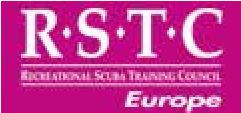 R·S·T·C
RECREATIONAL SCUBA TRAINING COUNCIL
Europe